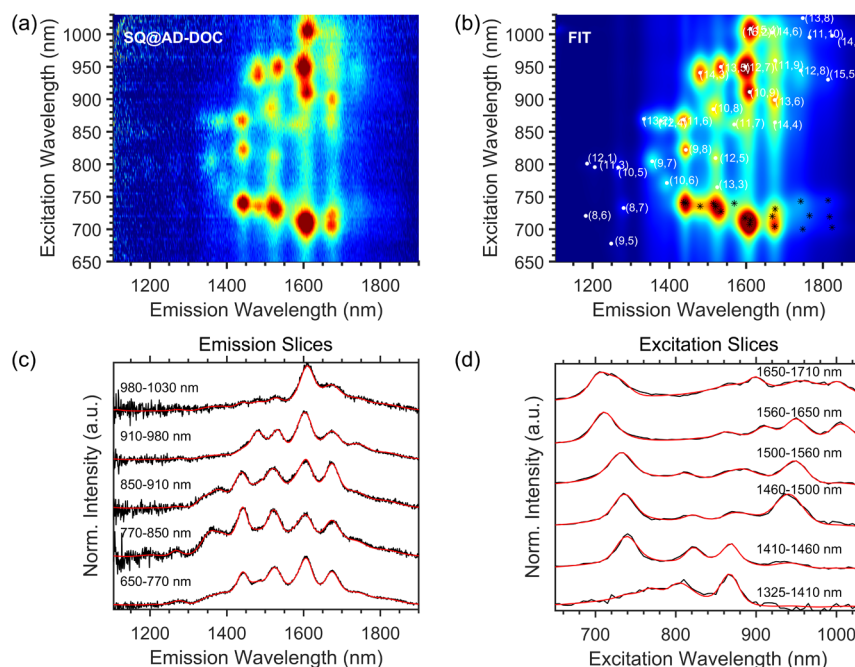 (a)
SQ@AD-DOC
Excitation Wavelength (nm)
1000
950
900
850
800
750
700
650
1200
1400
1600
1800
Emission Wavelength (nm)
(b)
FIT
Excitation Wavelength (nm)
1000
950
900
850
800
750
700
650
(13,8)
(14,6)
(11,10)
(14,
(13,5)
(12,7)
(11,9)
(12,8)
(15,5
(14,3)
(10,9)
(13,6)
(10,8)
(11,6)
(11,7)
(14,4)
(9,8)
(9,7)
(12,5)
(12,1)
(11,3)
(10,5)
(10,6)
(13,3)
(8,6)
(8,7)
(9,5)
1200
1400
1600
1800
Emission Wavelength (nm)
(c)
Emission Slices
Norm. Intensity (a.u.)
980-1030 nm
910-980 nm
850-910 nm
770-850 nm
650-770 nm
1200
1400
1600
1800
Emission Wavelength (nm)
(d)
Excitation Slices
Norm. Intensity (a.u.)
1650-1710 nm
1560-1650 nm
1500-1560 nm
1460-1500 nm
1410-1460 nm
1325-1410 nm
700
800
900
1000
Excitation Wavelength (nm)